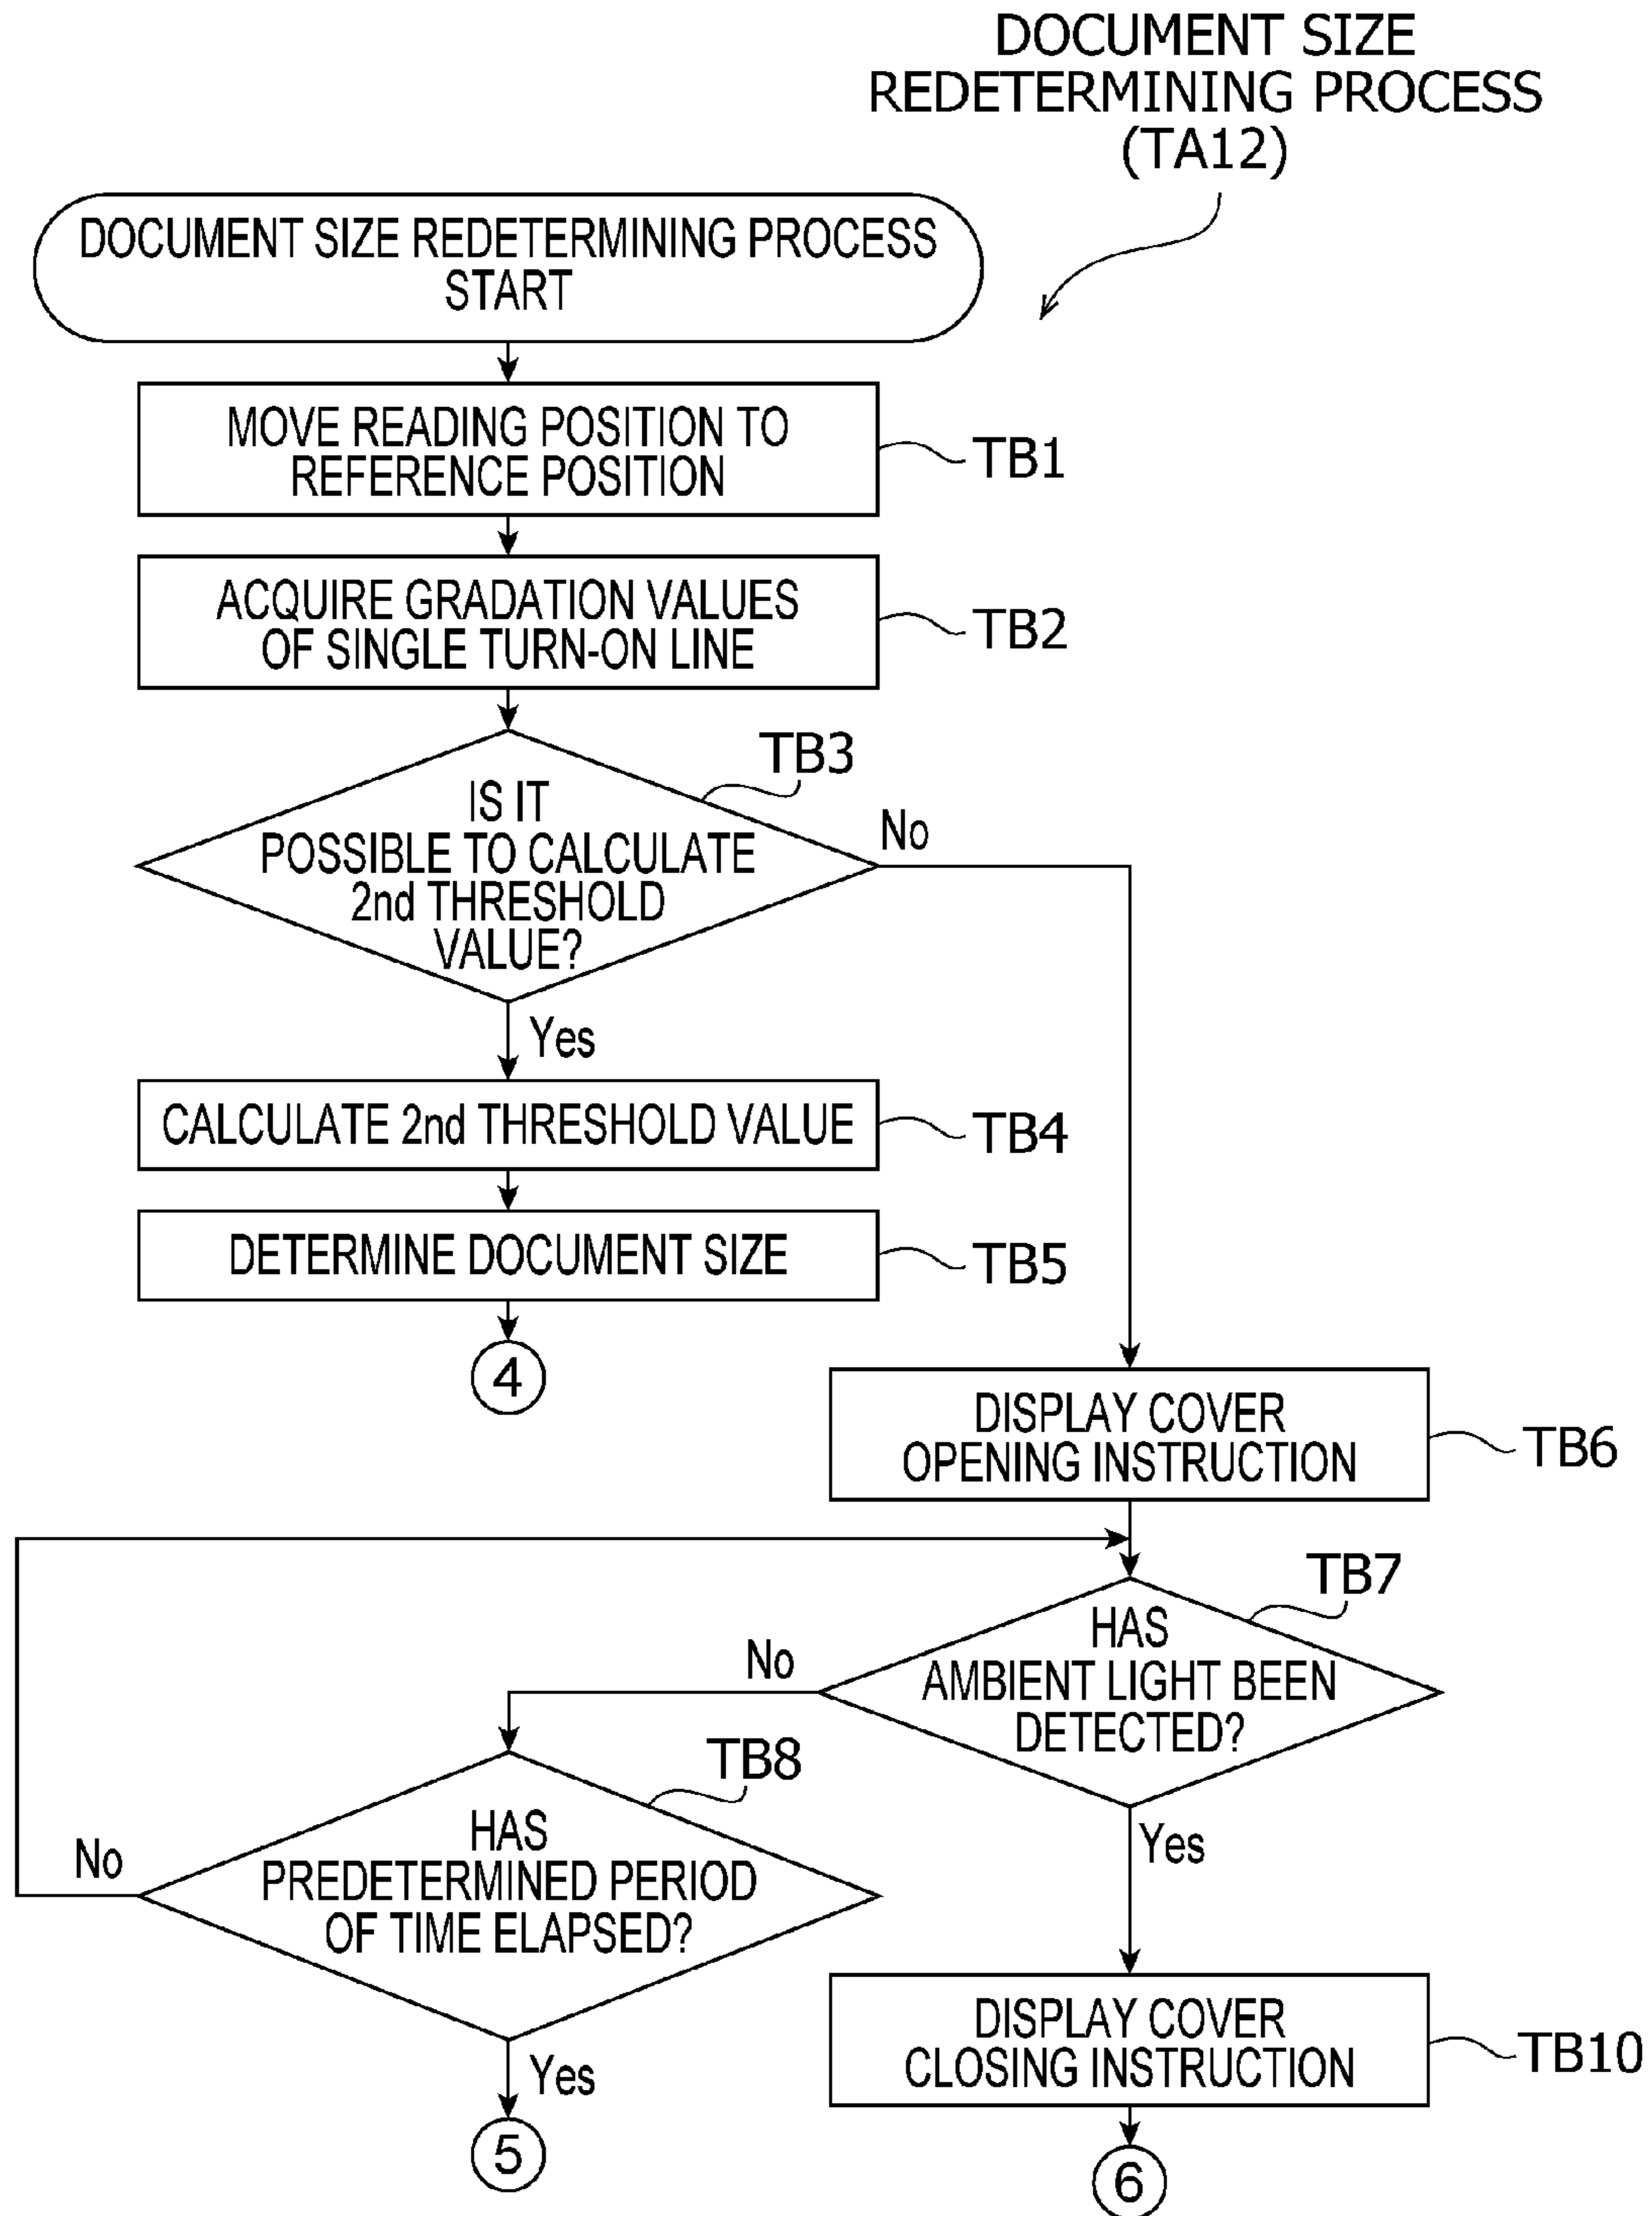 DOCUMENT SIZE
REDETERMINING PROCESS
(TA12)
DOCUMENT SIZE REDETERMINING PROCESS
START
MOVE READING POSITION TO
REFERENCE POSITION
TB1
ACQUIRE GRADATION VALUES
OF SINGLE TURN-ON LINE
TB2
TB3
IS IT
POSSIBLE TO CALCULATE
2nd THRESHOLD
VALUE?
No
Yes
CALCULATE 2nd THRESHOLD VALUE
TB4
DETERMINE DOCUMENT SIZE
TB5
4
DISPLAY COVER
OPENING INSTRUCTION
TB6
TB7
HAS
AMBIENT LIGHT BEEN
DETECTED?
No
Yes
TB8
HAS
PREDETERMINED PERIOD
OF TIME ELAPSED?
No
Yes
5
DISPLAY COVER
CLOSING INSTRUCTION
TB10
6